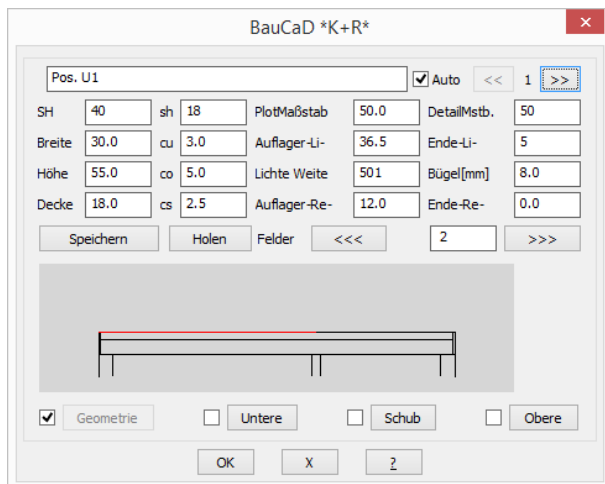 BauCaD *K+R*
Pos. U1 Auto << 1 >>
SH 40 sh 18 PlotMaßstab 50.0 DetailMstb. 50
Breite 30.0 cu 3.0 Auflager-Li- 36.5 Ende-Li- 5
Höhe 55.0 co 5.0 Lichte Weite 501 Bügel[mm] 8.0
Decke 18.0 cs 2.5 Auflager-Re- 12.0 Ende-Re- 0.0
Speichern Holen Felder <<< 2 >>>
Geometrie Untere Schub Obere
OK X ?